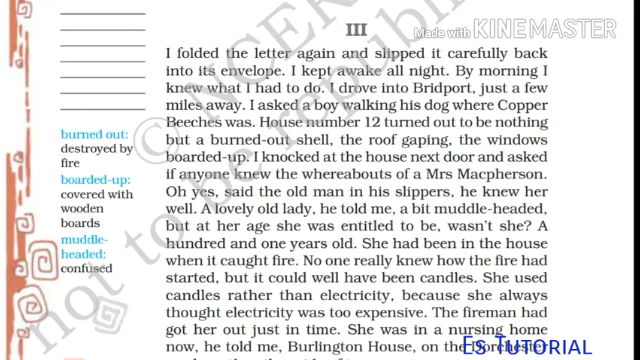 Made with KINEMASTER
III
I folded the letter again and slipped it carefully back
into its envelope. I kept awake all night. By morning I
knew what I had to do. I drove into Bridport, just a few
miles away. I asked a boy walking his dog where Copper
Beeches was. House number 12 turned out to be nothing
but a burned-out shell, the roof gaping, the windows
boarded-up. I knocked at the house next door and asked
if anyone knew the whereabouts of a Mrs Macpherson.
Oh yes, said the old man in his slippers, he knew her
well. A lovely old lady, he told me, a bit muddle-headed,
but at her age she was entitled to be, wasn't she? A
hundred and one years old. She had been in the house
when it caught fire. No one really knew how the fire had
started, but it could well have been candles. She used
candles rather than electricity, because she always
thought electricity was too expensive. The fireman had
got her out just in time. She was in a nursing home
now, he told me, Burlington House, on the Dorchester
burned out:
destroyed by
fire
boarded-up:
covered with
wooden
boards
muddle-
headed:
confused
© NCERT
not to be republished
Es Tutorial